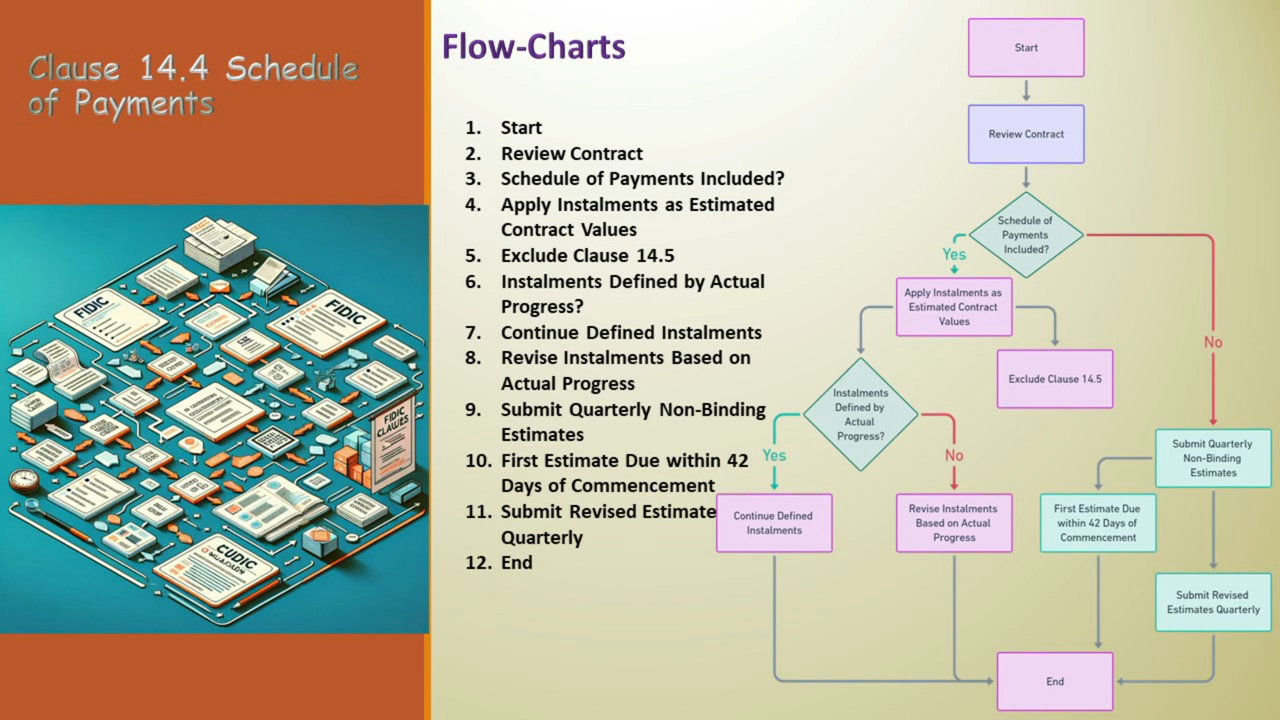 Clause 14.4 Schedule
of Payments
Flow-Charts
1. Start
2. Review Contract
3. Schedule of Payments Included?
4. Apply Instalments as Estimated
Contract Values
5. Exclude Clause 14.5
6. Instalments Defined by Actual
Progress?
7. Continue Defined Instalments
8. Revise Instalments Based on
Actual Progress
9. Submit Quarterly Non-Binding
Estimates
10. First Estimate Due within 42
Days of Commencement
11. Submit Revised Estimate
Quarterly
12. End
Start
Review Contract
Schedule of
Payments
Included?
Yes
No
Apply Instalments as
Estimated Contract
Values
Exclude Clause 14.5
Instalments
Defined by
Actual
Progress?
Yes
No
Submit Quarterly
Non-Binding
Estimates
Continue Defined
Instalments
Revise Instalments
Based on Actual
Progress
First Estimate Due
within 42 Days of
Commencement
Submit Revised
Estimates Quarterly
End
FIDIC
FIDIC
FIDIC
CUDIC